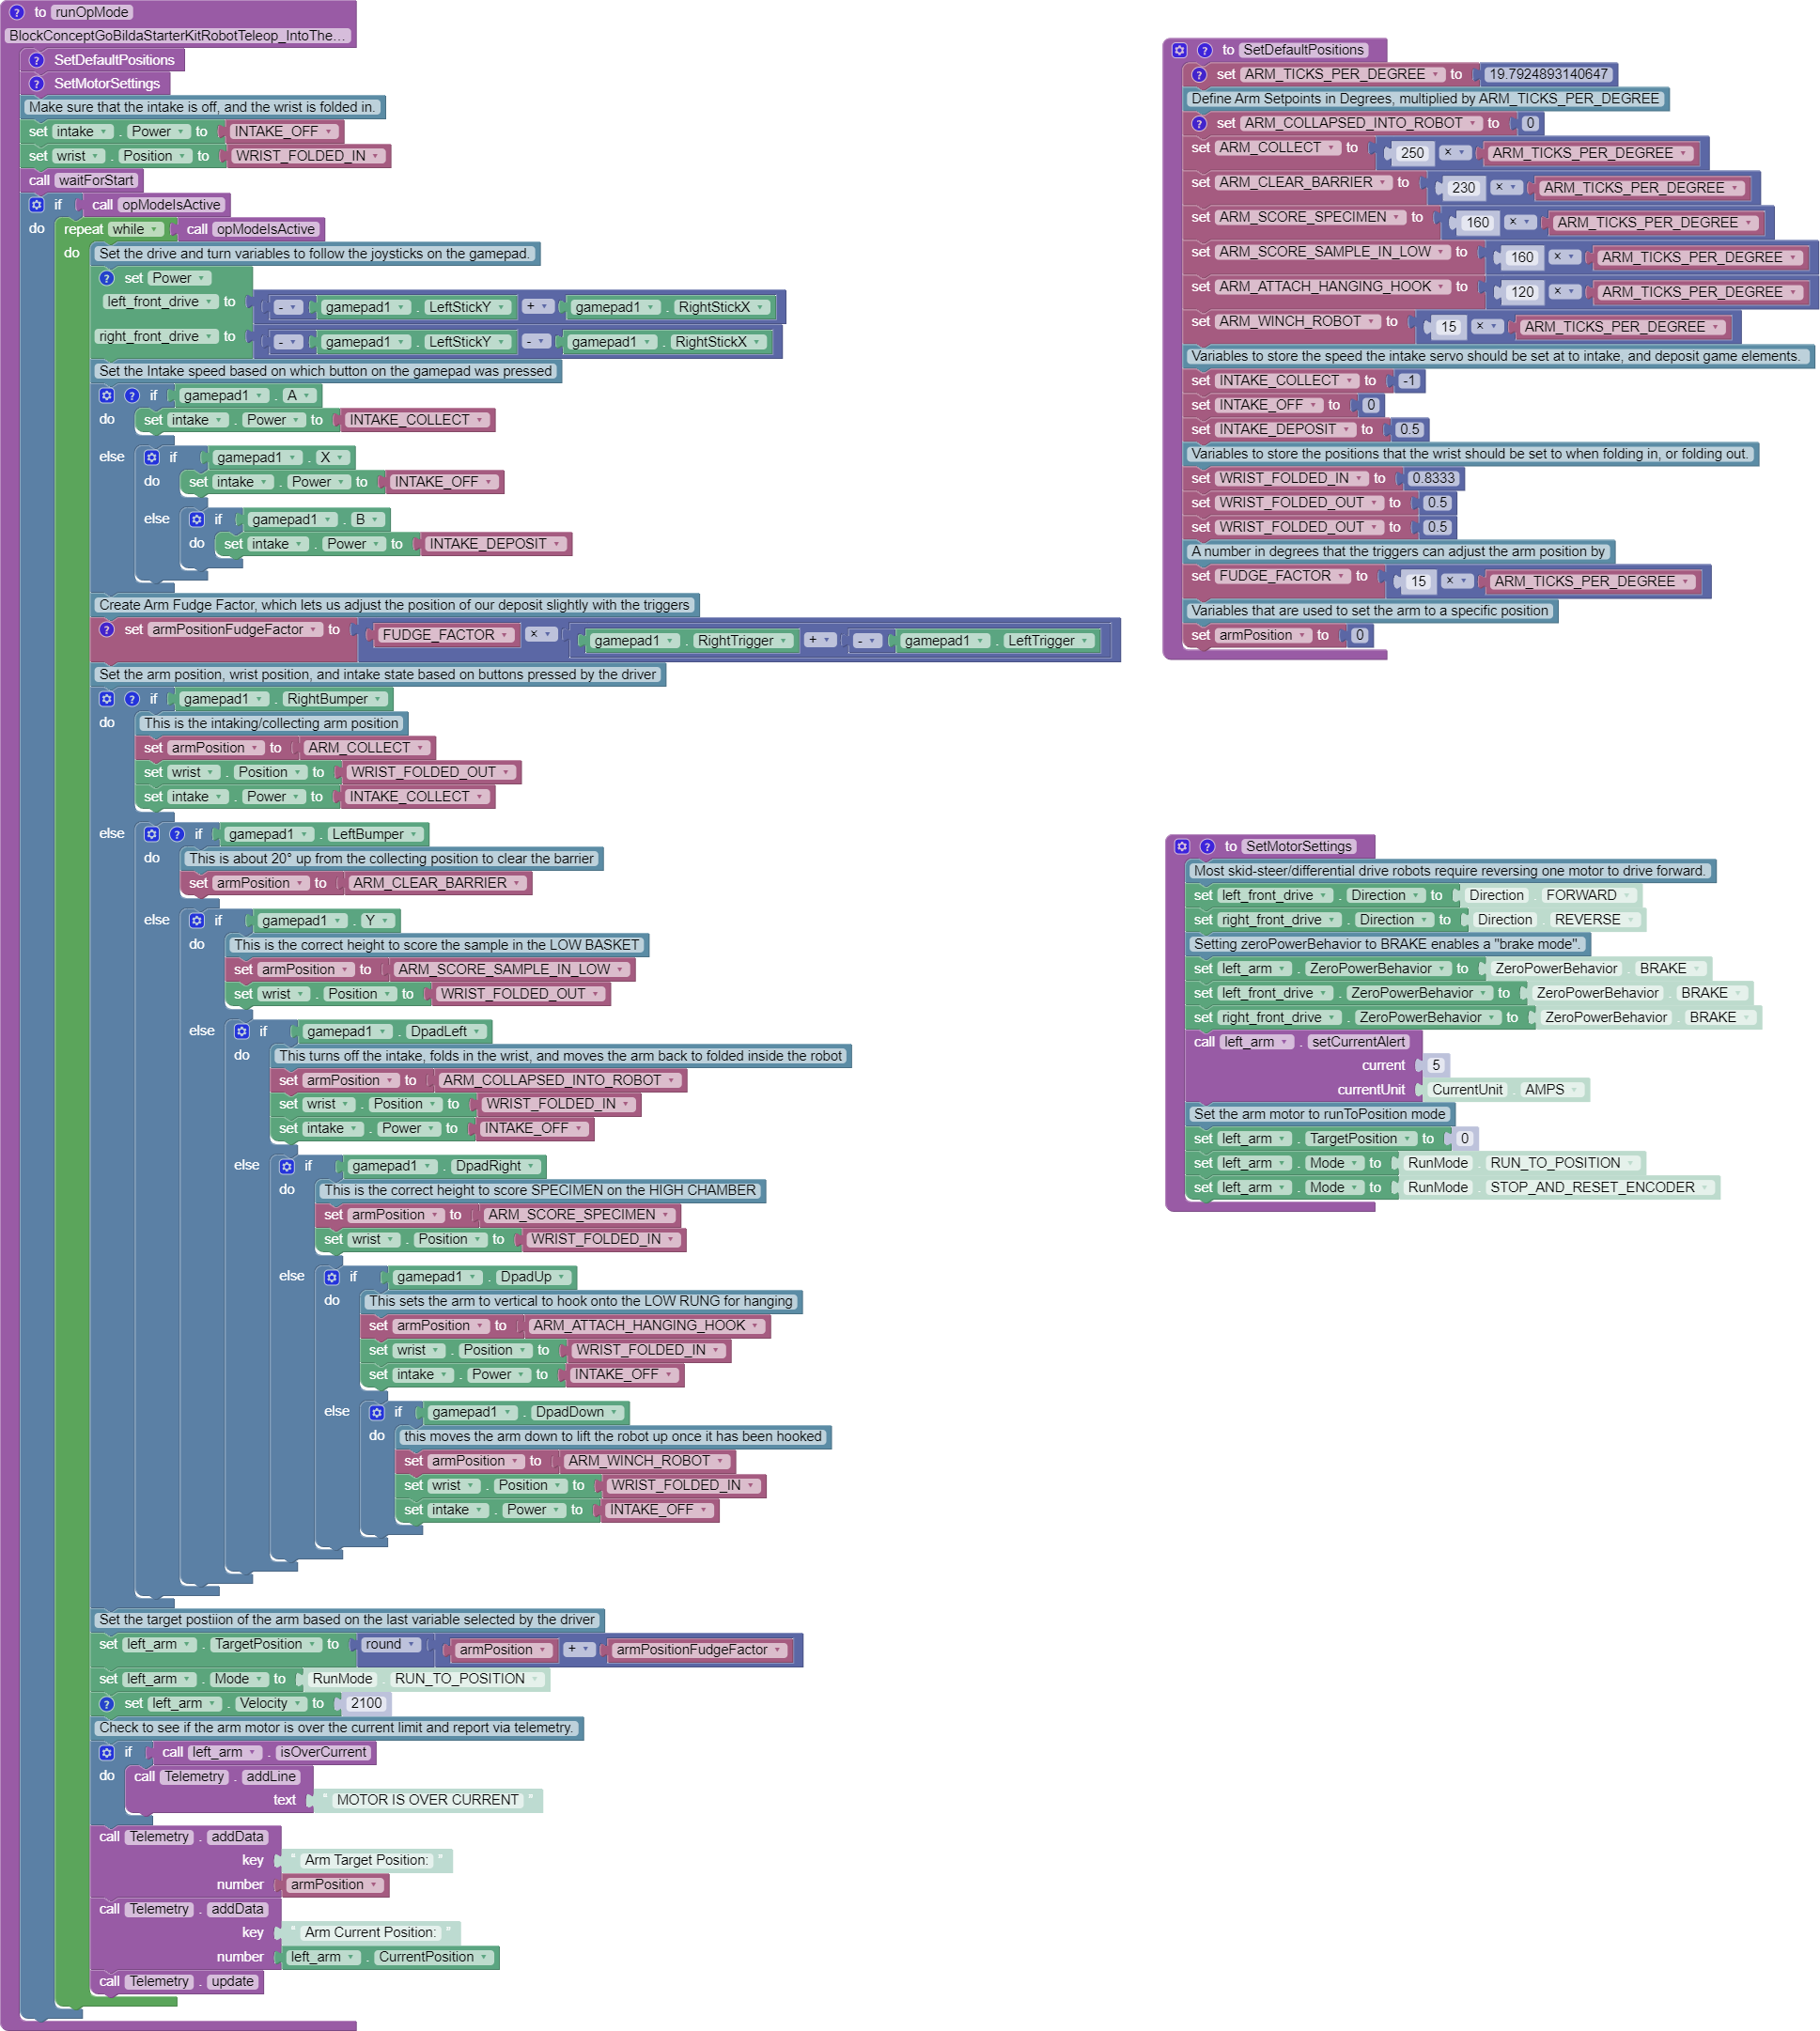 to runOpMode
BlockConceptGoBildaStarterKitRobotTeleop_IntoThe...
SetDefaultPositions
SetMotorSettings
Make sure that the intake is off, and the wrist is folded in.
set intake . Power to INTAKE_OFF
set wrist . Position to WRIST_FOLDED_IN
call waitForStart
if call opModeIsActive
do repeat while call opModeIsActive
do Set the drive and turn variables to follow the joysticks on the gamepad.
set Power
left_front_drive to - gamepad1 . LeftStickY + gamepad1 . RightStickX
right_front_drive to - gamepad1 . LeftStickY - gamepad1 . RightStickX
Set the Intake speed based on which button on the gamepad was pressed
if gamepad1 . A
do set intake . Power to INTAKE_COLLECT
else if gamepad1 . X
do set intake . Power to INTAKE_OFF
else if gamepad1 . B
do set intake . Power to INTAKE_DEPOSIT
Create Arm Fudge Factor, which lets us adjust the position of our deposit slightly with the triggers
set armPositionFudgeFactor to FUDGE_FACTOR × gamepad1 . RightTrigger + - gamepad1 . LeftTrigger
Set the arm position, wrist position, and intake state based on buttons pressed by the driver
if gamepad1 . RightBumper
do This is the intaking/collecting arm position
set armPosition to ARM_COLLECT
set wrist . Position to WRIST_FOLDED_OUT
set intake . Power to INTAKE_COLLECT
else if gamepad1 . LeftBumper
do This is about 20° up from the collecting position to clear the barrier
set armPosition to ARM_CLEAR_BARRIER
else if gamepad1 . Y
do This is the correct height to score the sample in the LOW BASKET
set armPosition to ARM_SCORE_SAMPLE_IN_LOW
set wrist . Position to WRIST_FOLDED_OUT
else if gamepad1 . DpadLeft
do This turns off the intake, folds in the wrist, and moves the arm back to folded inside the robot
set armPosition to ARM_COLLAPSED_INTO_ROBOT
set wrist . Position to WRIST_FOLDED_IN
set intake . Power to INTAKE_OFF
else if gamepad1 . DpadRight
do This is the correct height to score SPECIMEN on the HIGH CHAMBER
set armPosition to ARM_SCORE_SPECIMEN
set wrist . Position to WRIST_FOLDED_IN
else if gamepad1 . DpadUp
do This sets the arm to vertical to hook onto the LOW RUNG for hanging
set armPosition to ARM_ATTACH_HANGING_HOOK
set wrist . Position to WRIST_FOLDED_IN
set intake . Power to INTAKE_OFF
else if gamepad1 . DpadDown
do this moves the arm down to lift the robot up once it has been hooked
set armPosition to ARM_WINCH_ROBOT
set wrist . Position to WRIST_FOLDED_IN
set intake . Power to INTAKE_OFF
Set the target postiion of the arm based on the last variable selected by the driver
set left_arm . TargetPosition to round armPosition + armPositionFudgeFactor
set left_arm . Mode to RunMode . RUN_TO_POSITION
set left_arm . Velocity to 2100
Check to see if the arm motor is over the current limit and report via telemetry.
if call left_arm . isOverCurrent
do call Telemetry . addLine
text “ MOTOR IS OVER CURRENT ”
call Telemetry . addData
key “ Arm Target Position: ”
number armPosition
call Telemetry . addData
key “ Arm Current Position: ”
number left_arm . CurrentPosition
call Telemetry . update
to SetDefaultPositions
set ARM_TICKS_PER_DEGREE to 19.7924893140647
Define Arm Setpoints in Degrees, multiplied by ARM_TICKS_PER_DEGREE
set ARM_COLLAPSED_INTO_ROBOT to 0
set ARM_COLLECT to 250 × ARM_TICKS_PER_DEGREE
set ARM_CLEAR_BARRIER to 230 × ARM_TICKS_PER_DEGREE
set ARM_SCORE_SPECIMEN to 160 × ARM_TICKS_PER_DEGREE
set ARM_SCORE_SAMPLE_IN_LOW to 160 × ARM_TICKS_PER_DEGREE
set ARM_ATTACH_HANGING_HOOK to 120 × ARM_TICKS_PER_DEGREE
set ARM_WINCH_ROBOT to 15 × ARM_TICKS_PER_DEGREE
Variables to store the speed the intake servo should be set at to intake, and deposit game elements.
set INTAKE_COLLECT to -1
set INTAKE_OFF to 0
set INTAKE_DEPOSIT to 0.5
Variables to store the positions that the wrist should be set to when folding in, or folding out.
set WRIST_FOLDED_IN to 0.8333
set WRIST_FOLDED_OUT to 0.5
set WRIST_FOLDED_OUT to 0.5
A number in degrees that the triggers can adjust the arm position by
set FUDGE_FACTOR to 15 × ARM_TICKS_PER_DEGREE
Variables that are used to set the arm to a specific position
set armPosition to 0
to SetMotorSettings
Most skid-steer/differential drive robots require reversing one motor to drive forward.
set left_front_drive . Direction to Direction . FORWARD
set right_front_drive . Direction to Direction . REVERSE
Setting zeroPowerBehavior to BRAKE enables a "brake mode".
set left_arm . ZeroPowerBehavior to ZeroPowerBehavior . BRAKE
set left_front_drive . ZeroPowerBehavior to ZeroPowerBehavior . BRAKE
set right_front_drive . ZeroPowerBehavior to ZeroPowerBehavior . BRAKE
call left_arm . setCurrentAlert
current 5
currentUnit CurrentUnit . AMPS
Set the arm motor to runToPosition mode
set left_arm . TargetPosition to 0
set left_arm . Mode to RunMode . RUN_TO_POSITION
set left_arm . Mode to RunMode . STOP_AND_RESET_ENCODER